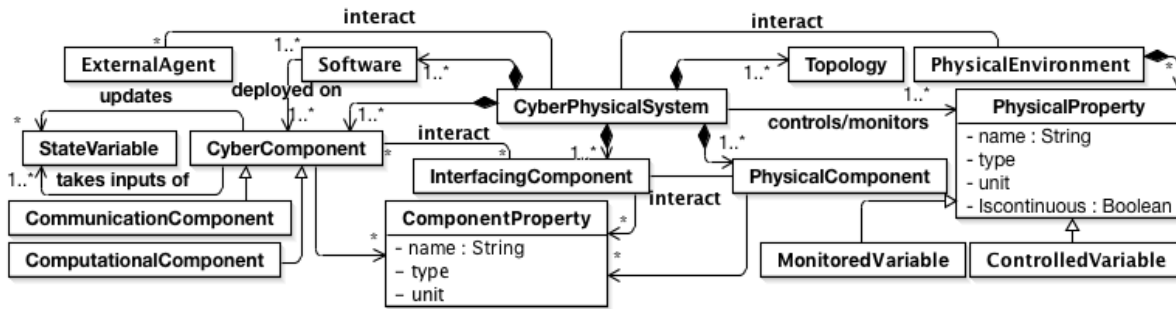 interact
interact
* 1..* 1..*
ExternalAgent
Software
1..*
1..*
Topology
PhysicalEnvironment
*
updates
deployed on
1..*
CyberPhysicalSystem
1..*
PhysicalProperty
*
1..*
interact
controls/monitors
- name : String
StateVariable
CyberComponent
*
*
1..*
1..*
- type
1..*
takes inputs of
InterfacingComponent
PhysicalComponent
- unit
CommunicationComponent
ComponentProperty
*
interact
- Iscontinuous : Boolean
ComputationalComponent
*
- name : String
*
MonitoredVariable
ControlledVariable
- type
- unit